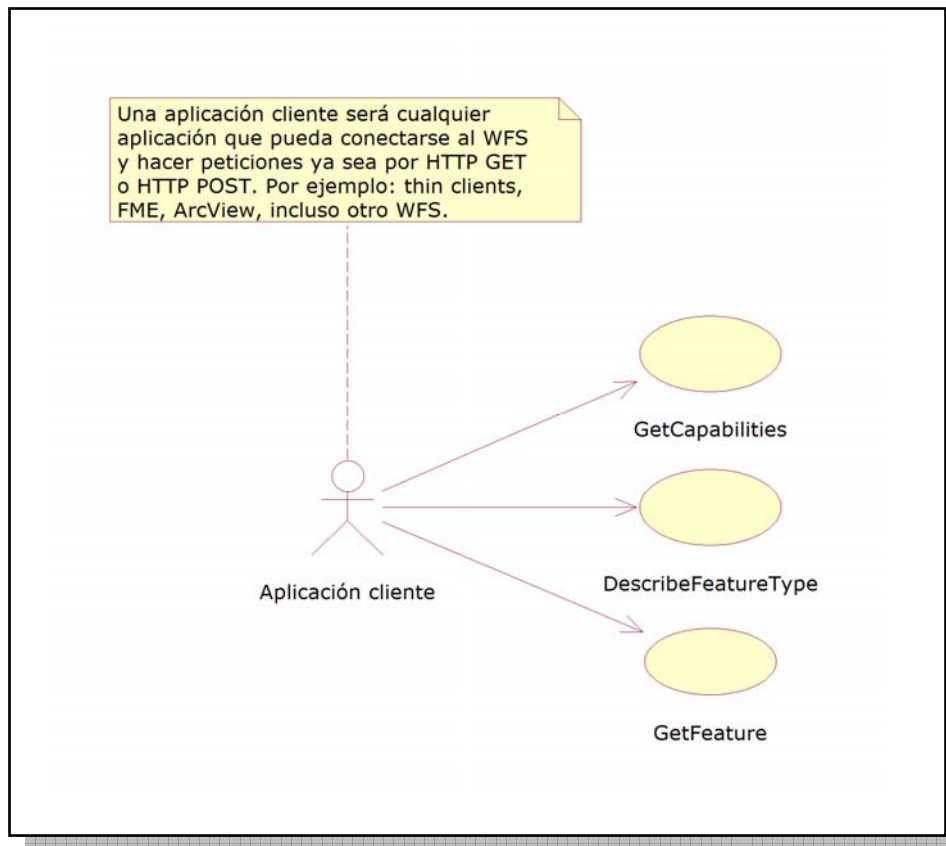 Una aplicación cliente será cualquier
aplicación que pueda conectarse al WFS
y hacer peticiones ya sea por HTTP GET
o HTTP POST. Por ejemplo: thin clients,
FME, ArcView, incluso otro WFS.
GetCapabilities
DescribeFeatureType
Aplicación cliente
GetFeature